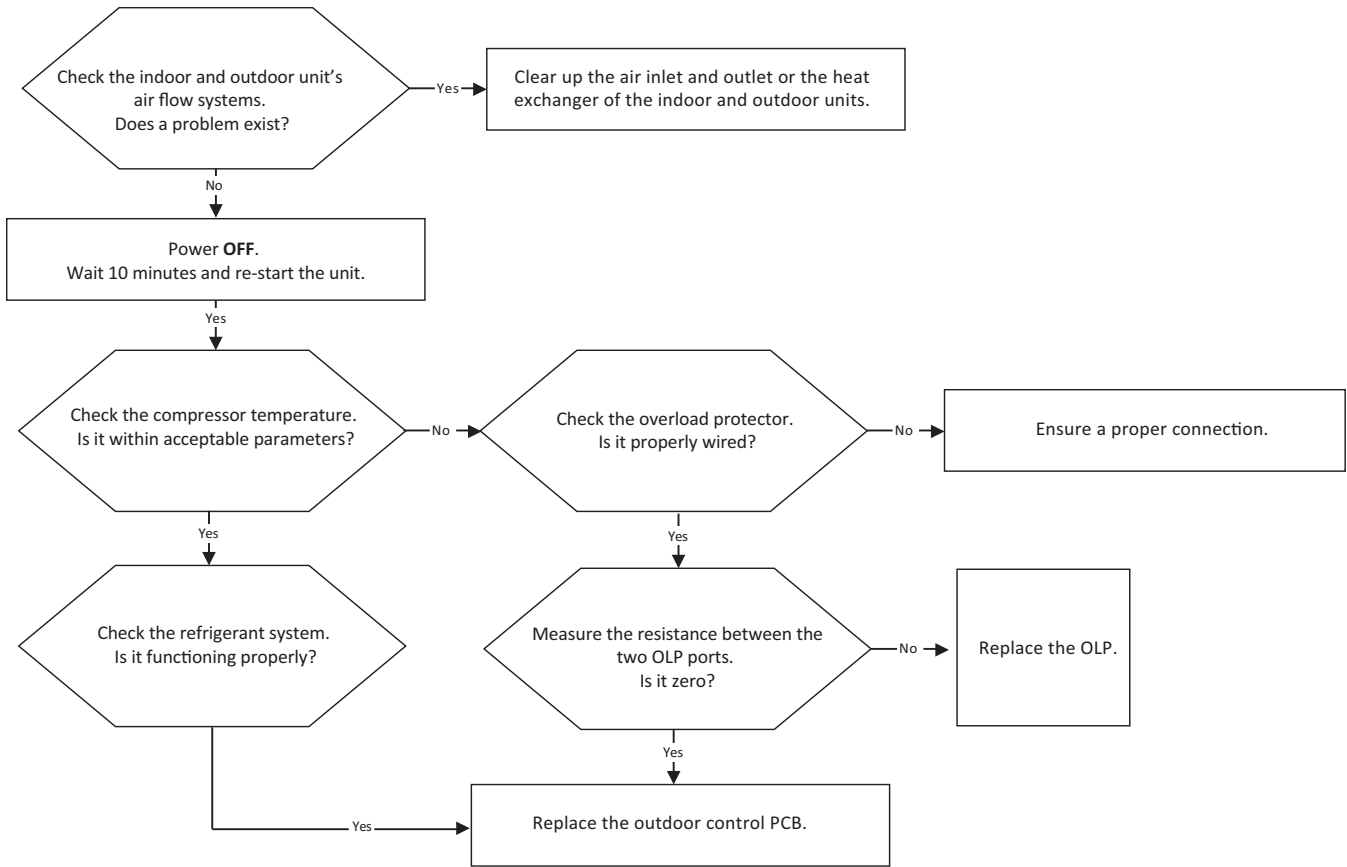 Check the indoor and outdoor unit's
air flow systems.
Does a problem exist?
Yes
Clear up the air inlet and outlet or the heat
exchanger of the indoor and outdoor units.
No
Power OFF.
Wait 10 minutes and re-start the unit.
Yes
Check the compressor temperature.
Is it within acceptable parameters?
No
Check the overload protector.
Is it properly wired?
No
Ensure a proper connection.
Yes
Yes
Check the refrigerant system.
Is it functioning properly?
Measure the resistance between the
two OLP ports.
Is it zero?
No
Replace the OLP.
Yes
Yes
Replace the outdoor control PCB.